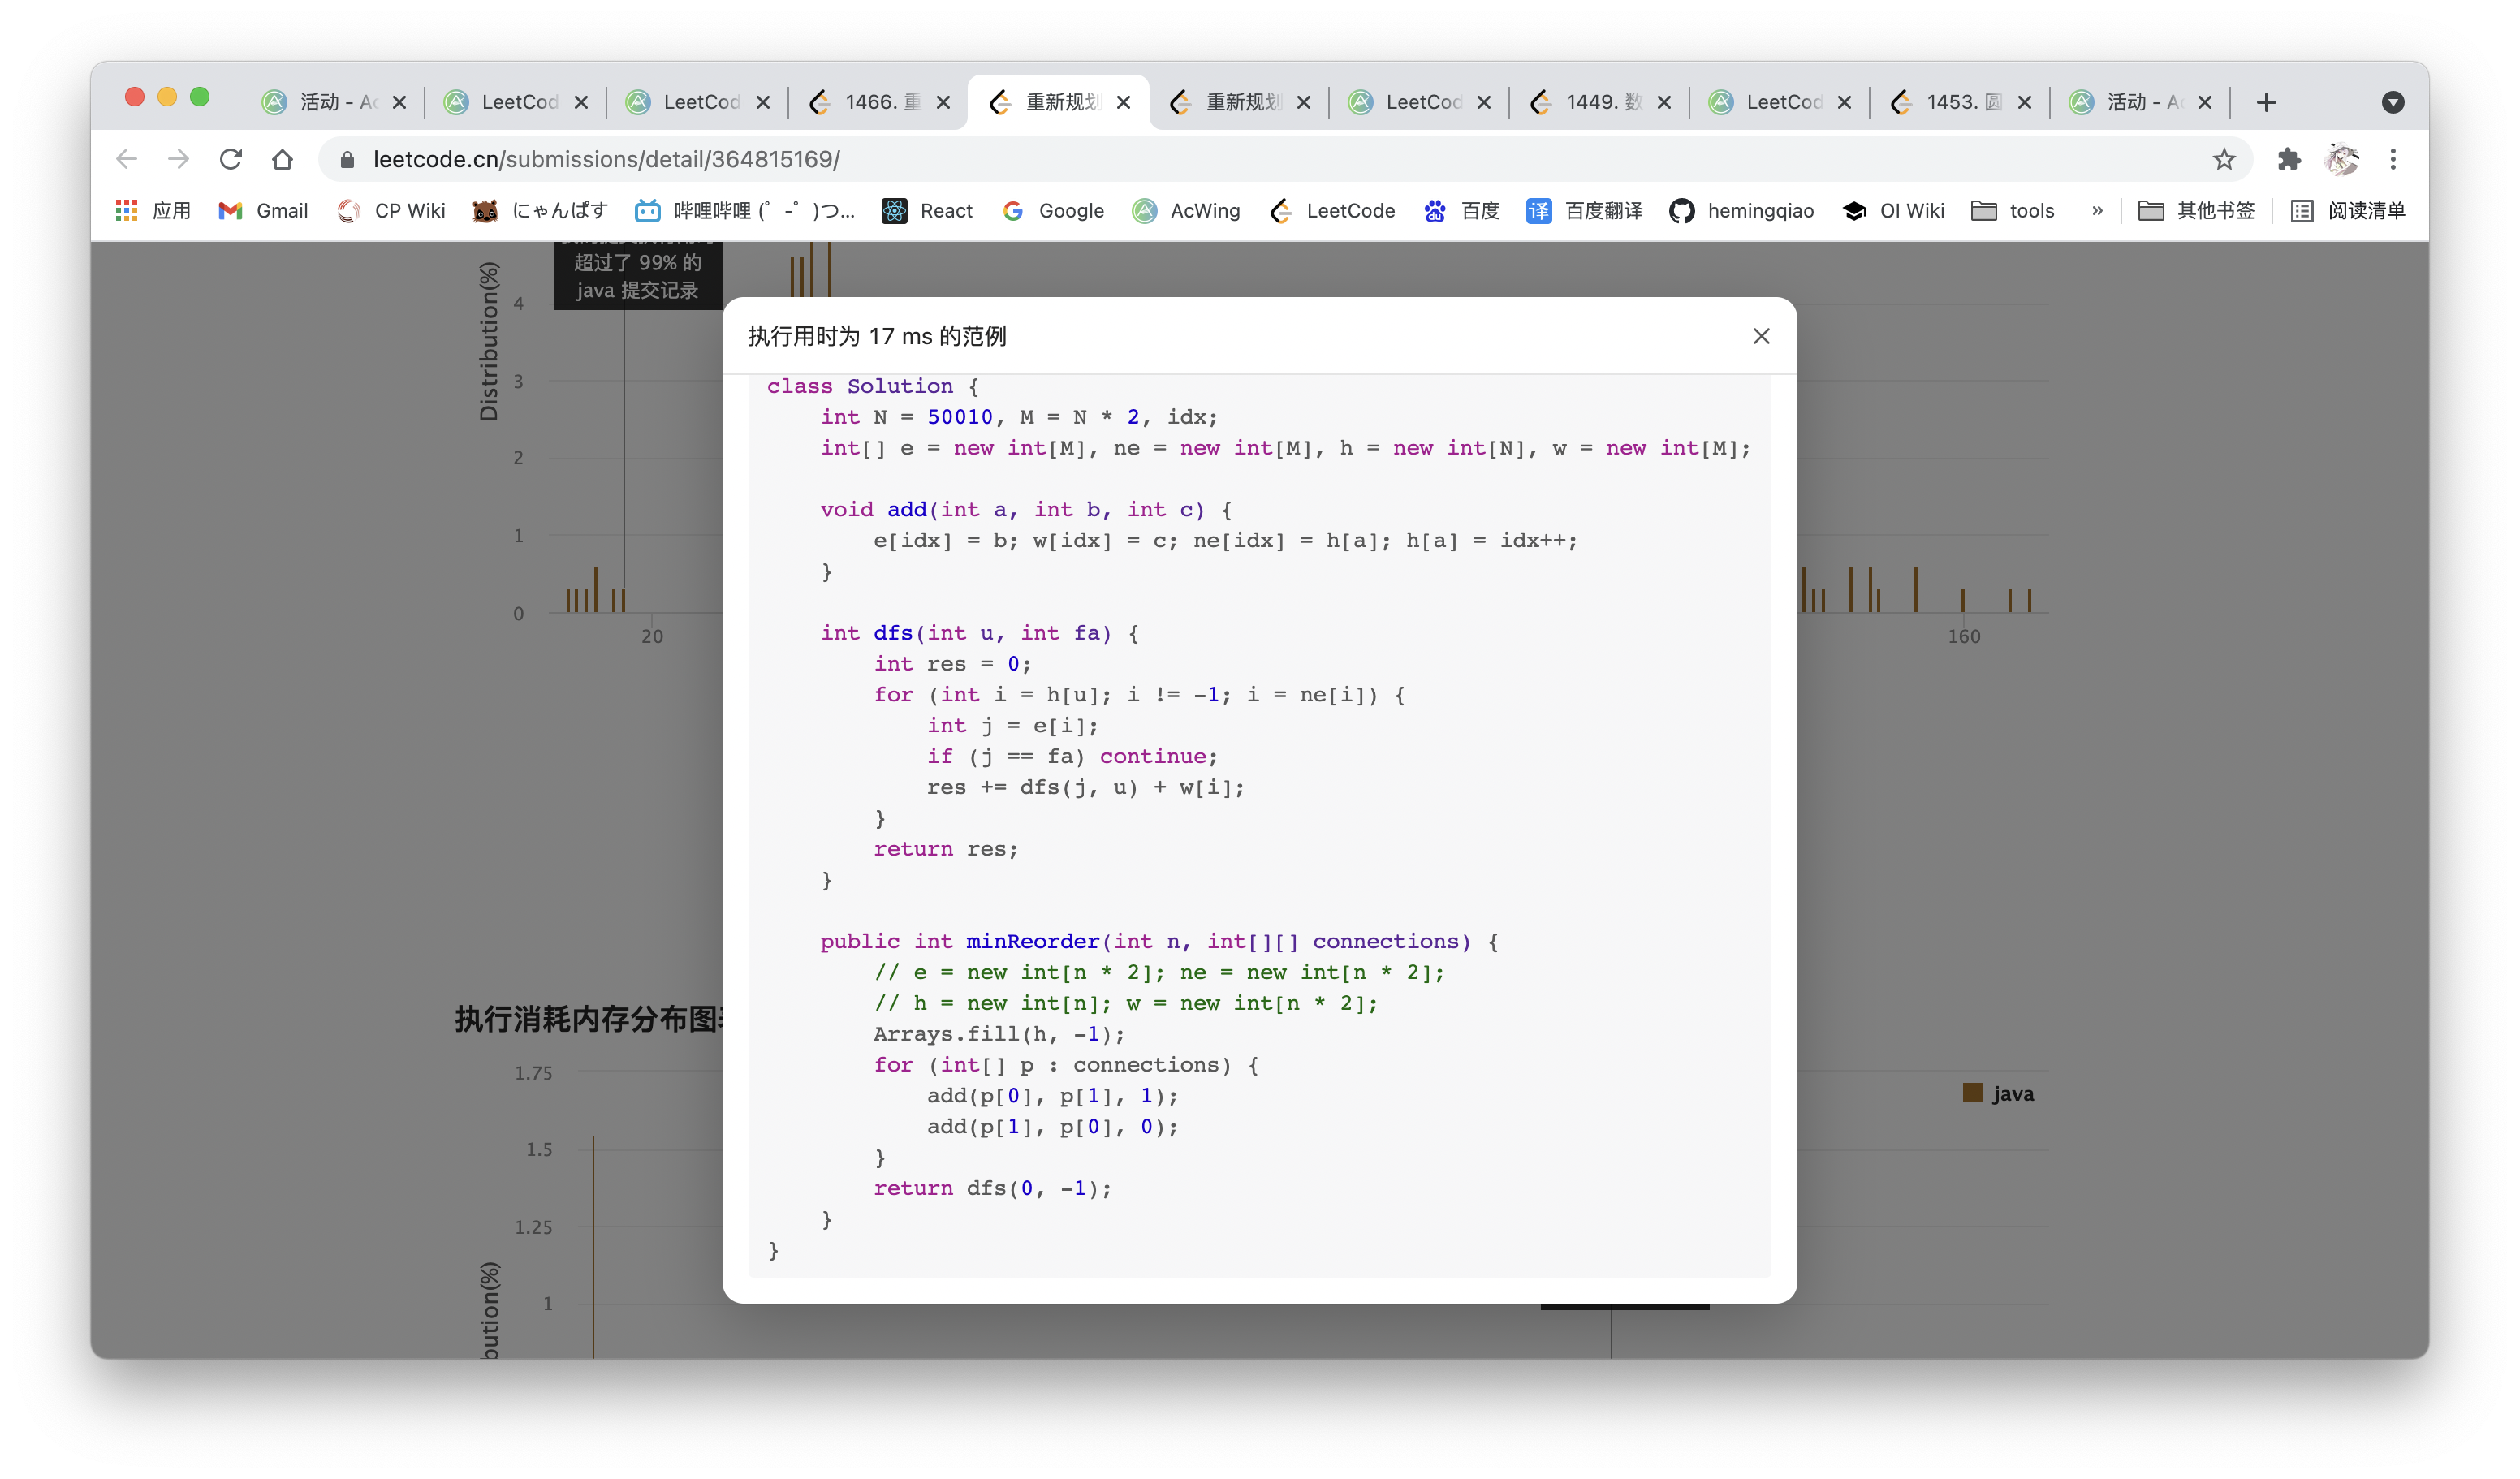 活动 - Ac
LeetCod
LeetCod
1466. 重
重新规划
重新规划
LeetCod
1449. 数
LeetCod
1453. 圆
活动 - Ac
leetcode.cn/submissions/detail/364815169/
应用
Gmail
CP Wiki
にゃんぱす
哔哩哔哩 (゜-゜)つ...
React
Google
AcWing
LeetCode
百度
译
百度翻译
hemingqiao
OI Wiki
tools
»
其他书签
阅读清单
超过了 99% 的
java 提交记录
Distribution(%)
4
3
2
1
0
20
160
执行用时为 17 ms 的范例
class Solution {
    int N = 50010, M = N * 2, idx;
    int[] e = new int[M], ne = new int[M], h = new int[N], w = new int[M];
    void add(int a, int b, int c) {
        e[idx] = b; w[idx] = c; ne[idx] = h[a]; h[a] = idx++;
    }
    int dfs(int u, int fa) {
        int res = 0;
        for (int i = h[u]; i != -1; i = ne[i]) {
            int j = e[i];
            if (j == fa) continue;
            res += dfs(j, u) + w[i];
        }
        return res;
    }
    public int minReorder(int n, int[][] connections) {
        // e = new int[n * 2]; ne = new int[n * 2];
        // h = new int[n]; w = new int[n * 2];
        Arrays.fill(h, -1);
        for (int[] p : connections) {
            add(p[0], p[1], 1);
            add(p[1], p[0], 0);
        }
        return dfs(0, -1);
    }
}
执行消耗内存分布图
1.75
1.5
1.25
1
bution(%)
java